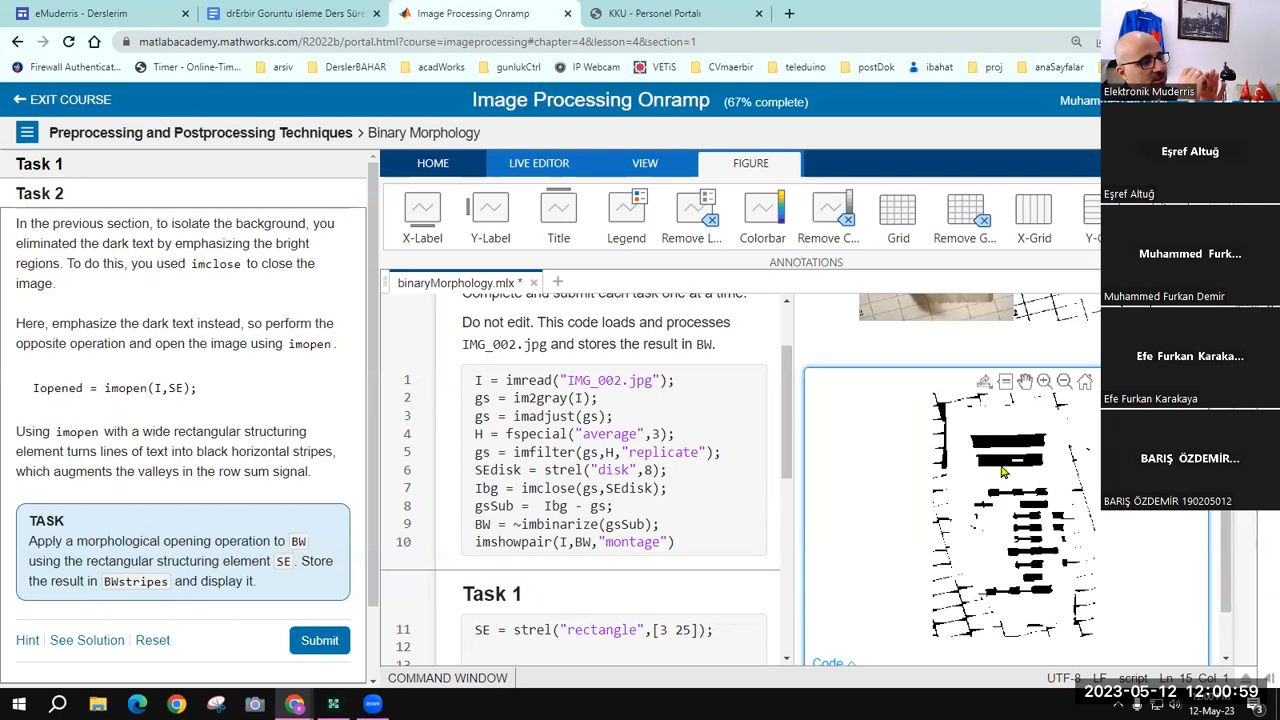 eMuderris - Derslerim
drErbir Goruntu isleme Ders Süre
Image Processing Onramp
KKU - Personel Portalı
matlabacademy.mathworks.com/R2022b/portal.html?course=imageprocessing#chapter=4&lesson=4&section=1
Firewall Authenticat...
Timer - Online-Tim...
arsiv
DerslerBAHAR
acadWorks
gunlukCtrl
IP Webcam
VETiS
CVmaerbir
teleduino
postDok
ibahat
proj
anaSayfalar
EXIT COURSE
Image Processing Onramp (67% complete)
Muham
Preprocessing and Postprocessing Techniques > Binary Morphology
Task 1
Task 2
In the previous section, to isolate the background, you
eliminated the dark text by emphasizing the bright
regions. To do this, you used imclose to close the
image.
Here, emphasize the dark text instead, so perform the
opposite operation and open the image using imopen.
Iopened = imopen(I,SE);
Using imopen with a wide rectangular structuring
element turns lines of text into black horizontal stripes,
which augments the valleys in the row sum signal.
TASK
Apply a morphological opening operation to BW
using the rectangular structuring element SE. Store
the result in BWstripes and display it.
Hint
See Solution
Reset
Submit
HOME
LIVE EDITOR
VIEW
FIGURE
X-Label
Y-Label
Title
Legend
Remove L...
Colorbar
Remove C...
Grid
Remove G...
X-Grid
Y-G
ANNOTATIONS
binaryMorphology.mlx *
Complete and submit each task one at a time.
Do not edit. This code loads and processes
IMG_002.jpg and stores the result in BW.
1 I = imread("IMG_002.jpg");
2 gs = im2gray(I);
3 gs = imadjust(gs);
4 H = fspecial("average",3);
5 gs = imfilter(gs,H,"replicate");
6 SEdisk = strel("disk",8);
7 Ibg = imclose(gs,SEdisk);
8 gsSub =  Ibg - gs;
9 BW = ~imbinarize(gsSub);
10 imshowpair(I,BW,"montage")
Task 1
11 SE = strel("rectangle",[3 25]);
12
13
Code
COMMAND WINDOW
UTF-8
LF
script
Ln 15 Col 1
Elektronik Muderris
Eşref Altuğ
Eşref Altuğ
Muhammed Furk...
Muhammed Furkan Demir
Efe Furkan Karaka...
Efe Furkan Karakaya
BARIŞ ÖZDEMİR...
BARIŞ ÖZDEMİR 190205012
2023-05-12 12:00:59
12-May-23
3